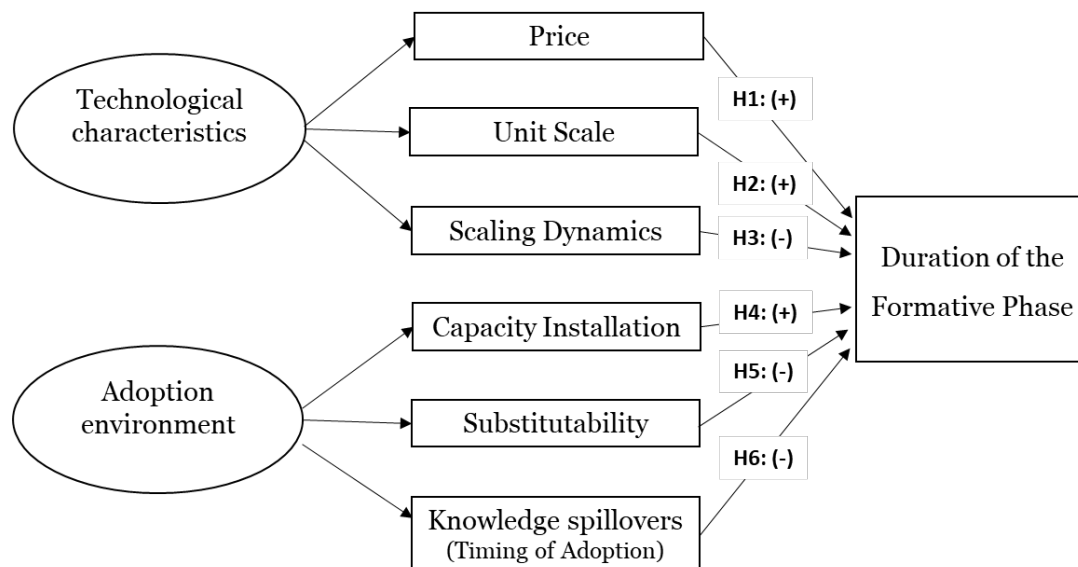 Technological
characteristics
Price
Unit Scale
Scaling Dynamics
H1: (+)
H2: (+)
H3: (-)
Adoption
environment
Capacity Installation
Substitutability
Knowledge spillovers
(Timing of Adoption)
H4: (+)
H5: (-)
H6: (-)
Duration of the
Formative Phase